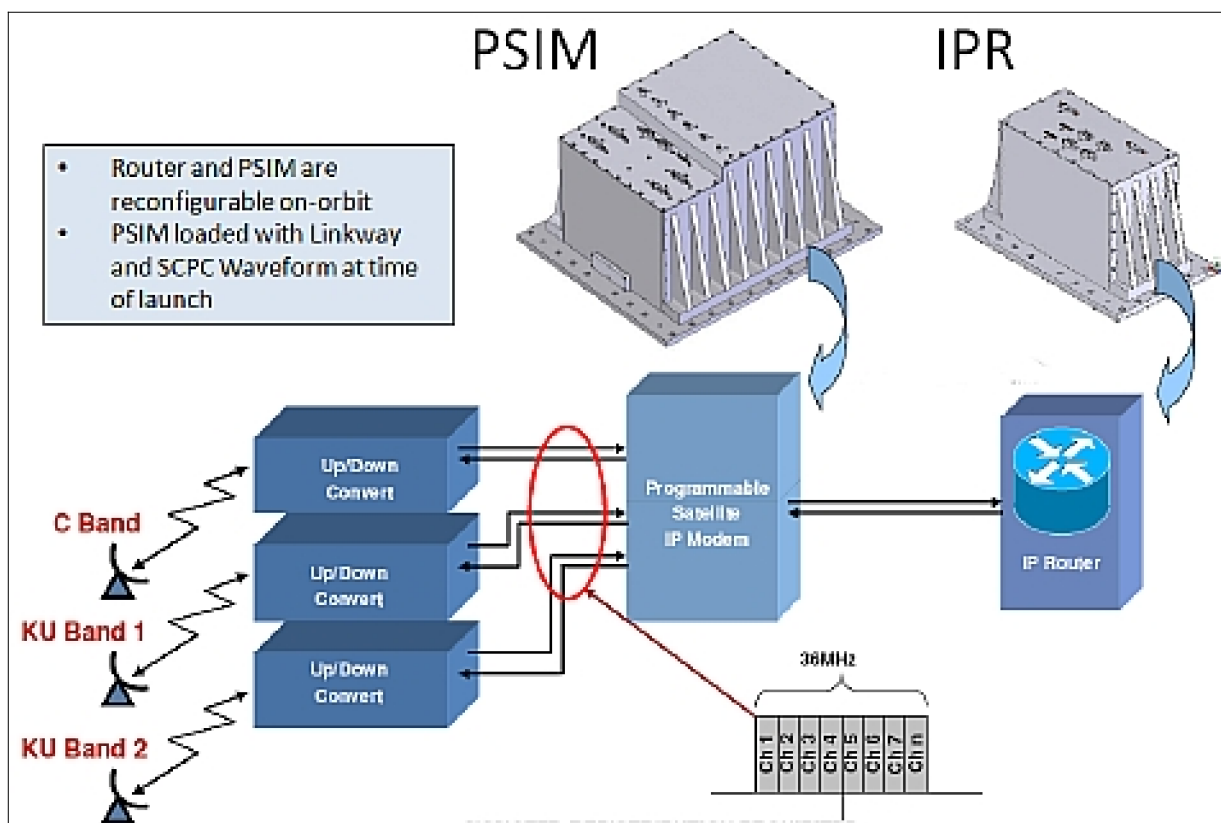 PSIM
IPR
• Router and PSIM are
reconfigurable on-orbit
• PSIM loaded with Linkway
and SCPC Waveform at time
of launch
Up/Down
Convert
Programmable
Satellite
IP Modem
C Band
Up/Down
Convert
IP Router
KU Band 1
Up/Down
Convert
36MHz
KU Band 2
Ch 1
Ch 2
Ch 3
Ch 4
Ch 5
Ch 6
Ch 7
Ch n